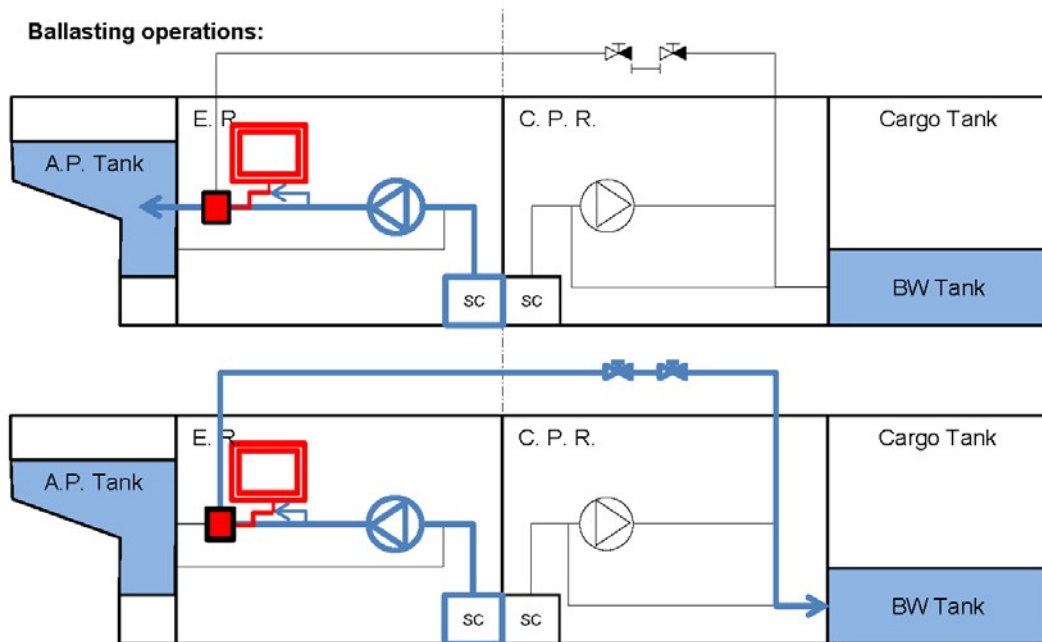 Ballasting operations:
E. R.
C. P. R.
Cargo Tank
A.P. Tank
SC
SC
BW Tank
E. R.
C. P. R.
Cargo Tank
A.P. Tank
SC
SC
BW Tank